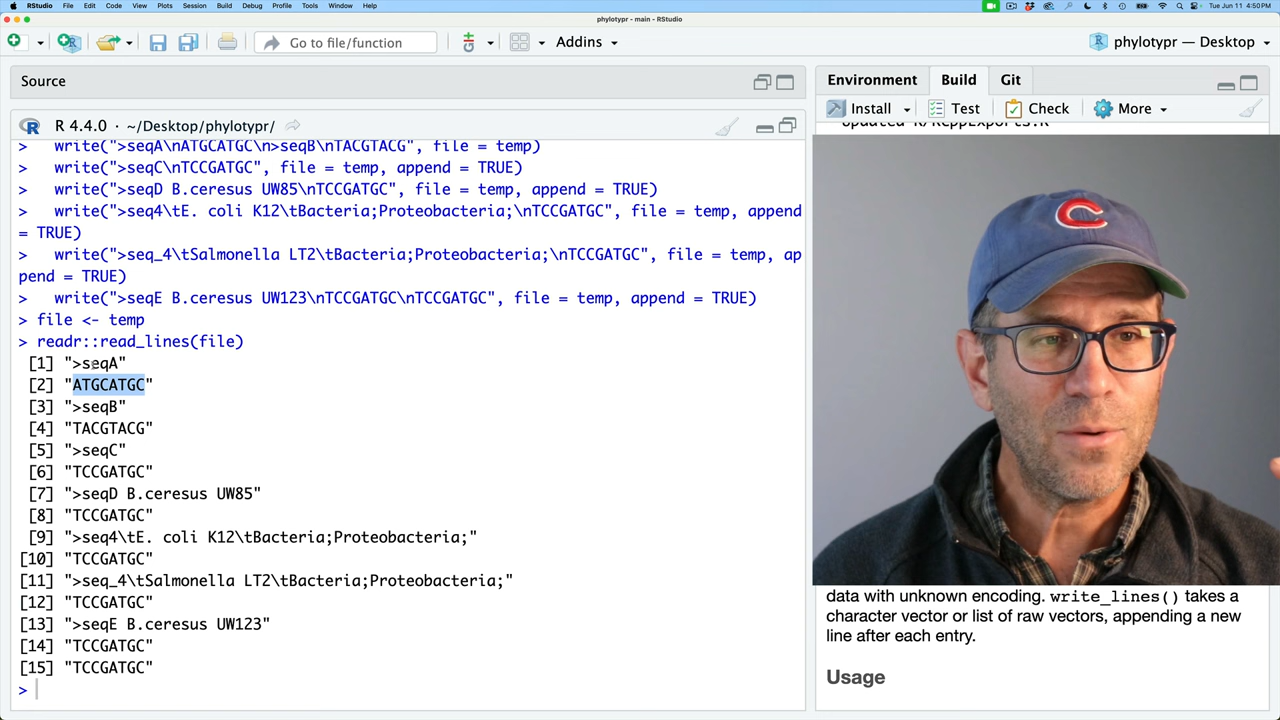 RStudio File Edit Code View Plots Session Build Debug Profile Tools Window Help Tue Jun 11 4:50 PM
phylotypr - main - RStudio
Go to file/function Addins phylotypr — Desktop
Source
Environment Build Git
Install Test Check More
R 4.4.0 · ~/Desktop/phylotypr/
> write(">seqA\nATGCATGC\n>seqB\nTACGTACG", file = temp)
> write(">seqC\nTCCGATGC", file = temp, append = TRUE)
> write(">seqD B.ceresus UW85\nTCCGATGC", file = temp, append = TRUE)
> write(">seq4\tE. coli K12\tBacteria;Proteobacteria;\nTCCGATGC", file = temp, append
= TRUE)
> write(">seq_4\tSalmonella LT2\tBacteria;Proteobacteria;\nTCCGATGC", file = temp, ap
pend = TRUE)
> write(">seqE B.ceresus UW123\nTCCGATGC\nTCCGATGC", file = temp, append = TRUE)
> file <- temp
> readr::read_lines(file)
[1] ">seqA"
[2] "ATGCATGC"
[3] ">seqB"
[4] "TACGTACG"
[5] ">seqC"
[6] "TCCGATGC"
[7] ">seqD B.ceresus UW85"
[8] "TCCGATGC"
[9] ">seq4\tE. coli K12\tBacteria;Proteobacteria;"
[10] "TCCGATGC"
[11] ">seq_4\tSalmonella LT2\tBacteria;Proteobacteria;"
[12] "TCCGATGC"
[13] ">seqE B.ceresus UW123"
[14] "TCCGATGC"
[15] "TCCGATGC"
>
C
data with unknown encoding. write_lines() takes a
character vector or list of raw vectors, appending a new
line after each entry.
Usage